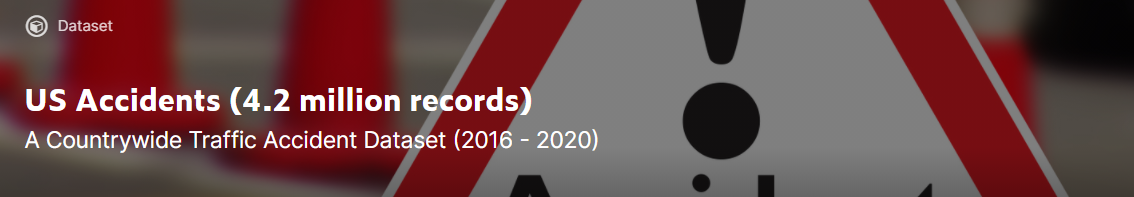 Dataset
US Accidents (4.2 million records)
A Countrywide Traffic Accident Dataset (2016 - 2020)